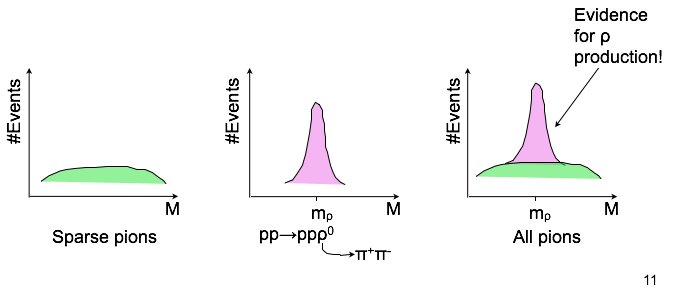 Evidence
for ρ
production!
#Events
M
Sparse pions
#Events
mρ
M
pp→ppρ⁰
π⁺π⁻
#Events
mρ
M
All pions
11